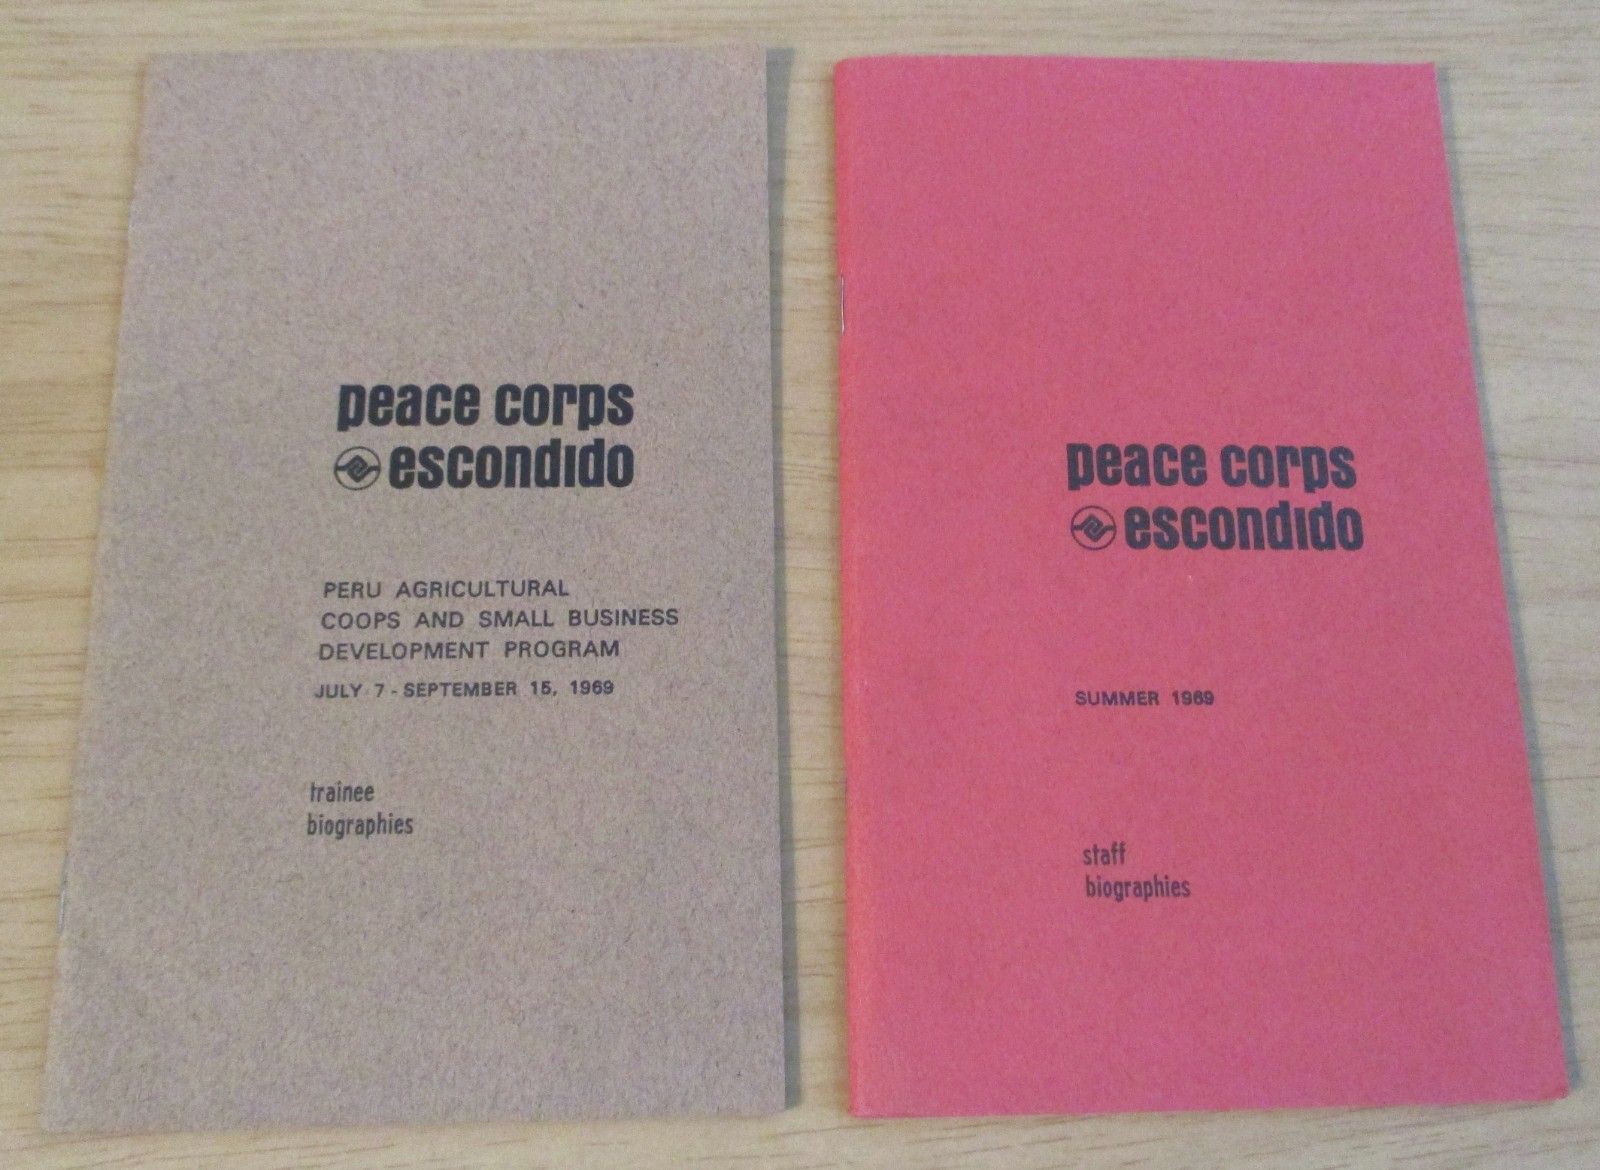 peace corps
escondido
PERU AGRICULTURAL
COOPS AND SMALL BUSINESS
DEVELOPMENT PROGRAM
JULY 7 - SEPTEMBER 15, 1969
trainee
biographies
peace corps
escondido
SUMMER 1969
staff
biographies